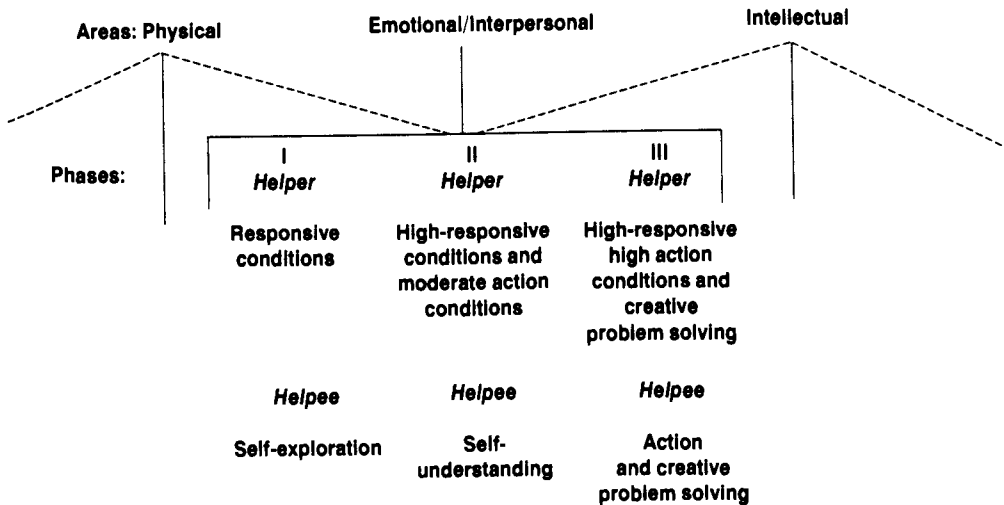 Areas: Physical
Emotional/Interpersonal
Intellectual
Phases:
I
Helper
Responsive
conditions
II
Helper
High-responsive
conditions and
moderate action
conditions
III
Helper
High-responsive
high action
conditions and
creative
problem solving
Helpee
Self-exploration
Helpee
Self-
understanding
Helpee
Action
and creative
problem solving